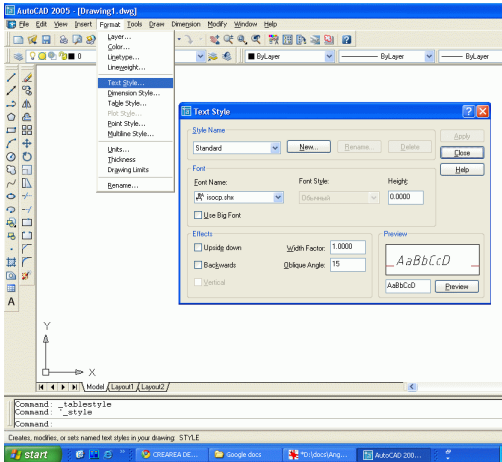 AutoCAD 2005 - [Drawing1.dwg]
File Edit View Insert Format Tools Draw Dimension Modify Window Help
0
ByLayer
ByLayer
ByLayer
Layer...
Color...
Linetype...
Lineweight...
Text Style...
Dimension Style...
Table Style...
Plot Style...
Point Style...
Multiline Style...
Units...
Thickness
Drawing Limits
Rename...
Text Style
Style Name
Standard
New...
Rename...
Delete
Apply
Close
Help
Font
Font Name:
Font Style:
Height:
isocp.shx
Обычный
0.0000
Use Big Font
Effects
Upside down
Backwards
Vertical
Width Factor:
1.0000
Oblique Angle:
15
Preview
AaBbCcD
AaBbCcD
Preview
A
Y
X
Model
Layout1
Layout2
Command: _tablestyle
Command: '_style
Command:
Creates, modifies, or sets named text styles in your drawing: STYLE
start
CREAREA DE...
Google docs
*D:\docs\Ang...
AutoCAD 200...